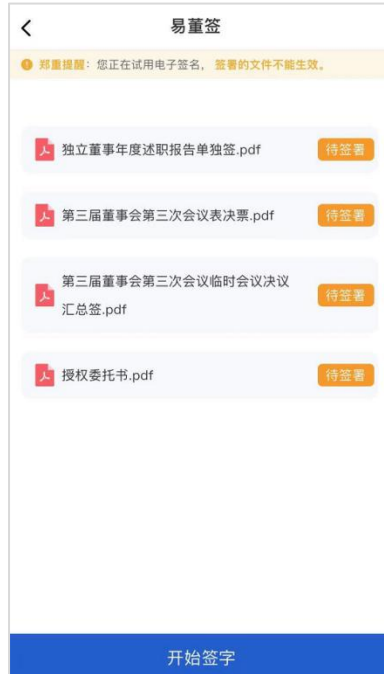 易董签
郑重提醒：您正在试用电子签名，签署的文件不能生效。
独立董事年度述职报告单独签.pdf
待签署
第三届董事会第三次会议表决票.pdf
待签署
第三届董事会第三次会议临时会议决议
汇总签.pdf
待签署
授权委托书.pdf
待签署
开始签字